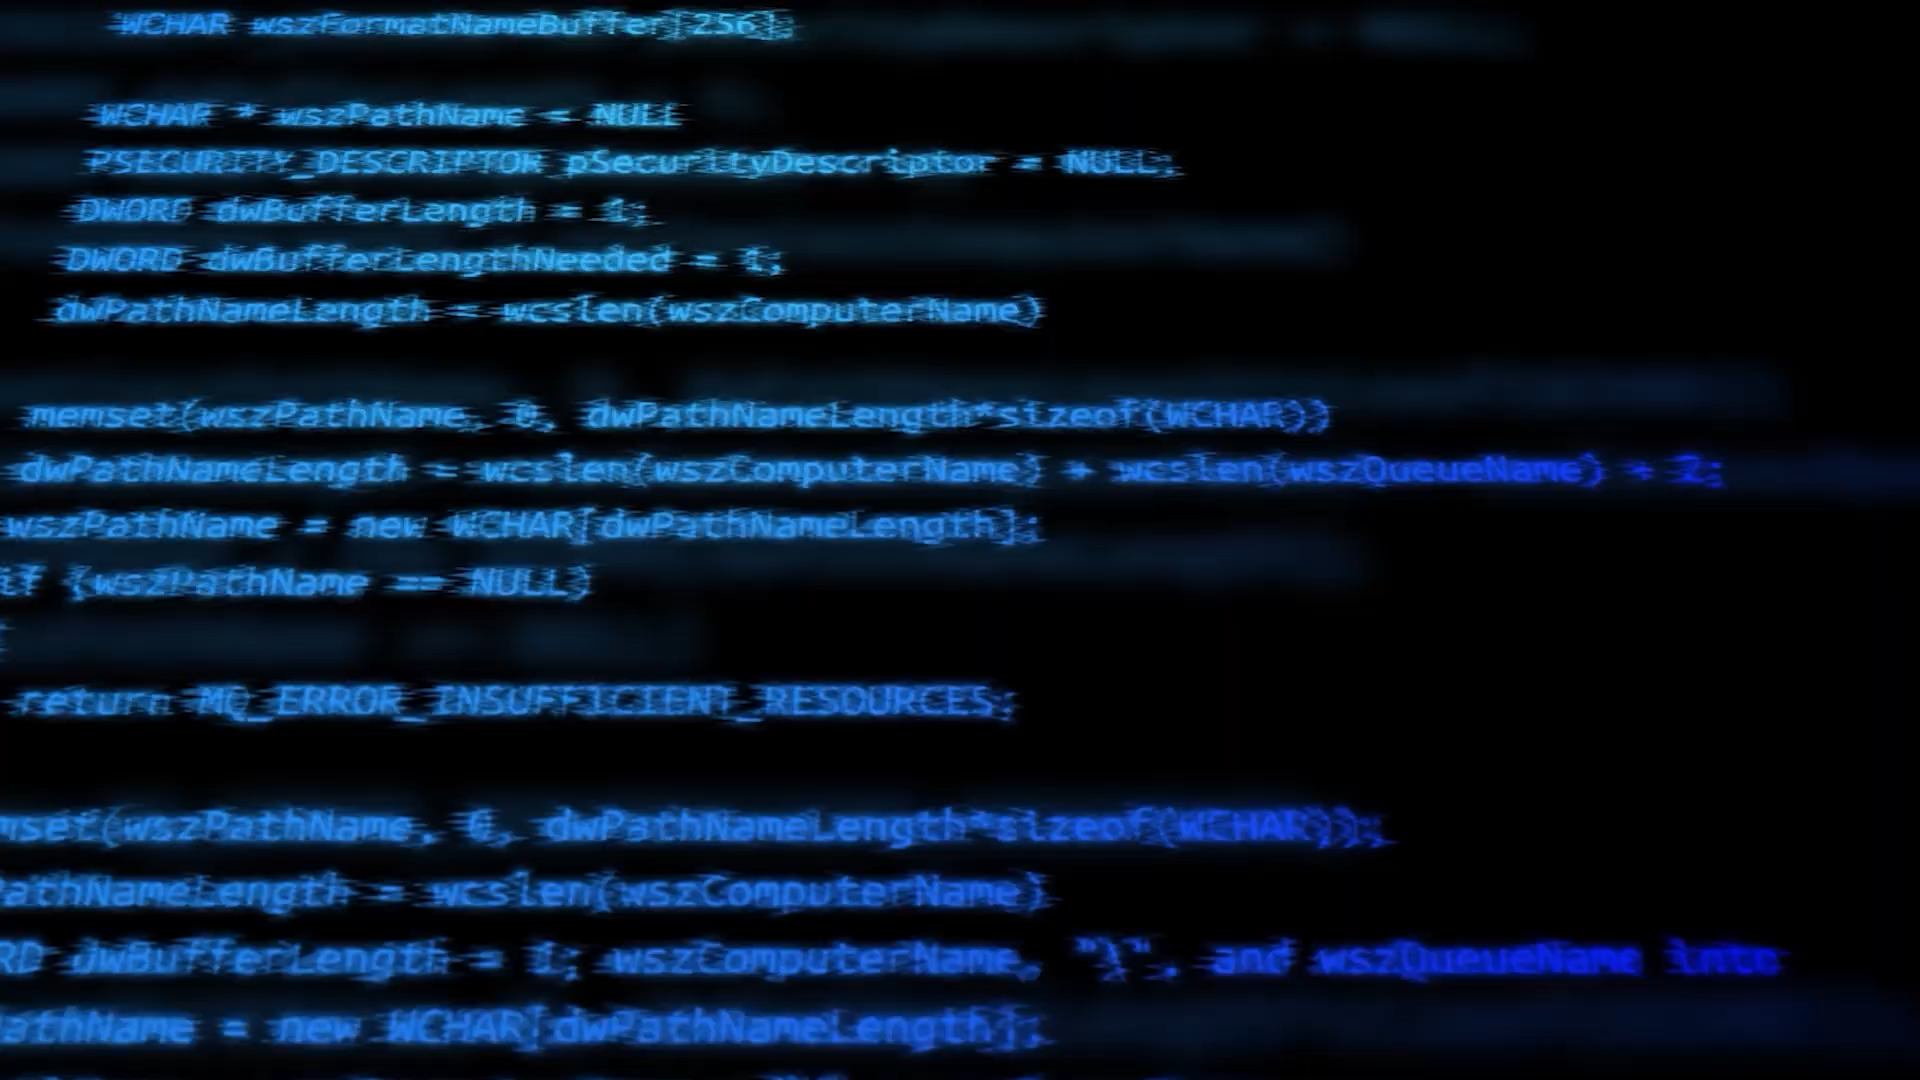 WCHAR wszFormatNameBuffer[256];
WCHAR * wszPathName = NULL
PSECURITY_DESCRIPTOR pSecurityDescriptor = NULL;
DWORD dwBufferLength = 1;
DWORD dwBufferLengthNeeded = 1;
dwPathNameLength = wcslen(wszComputerName)
memset(wszPathName, 0, dwPathNameLength*sizeof(WCHAR))
dwPathNameLength = wcslen(wszComputerName) + wcslen(wszQueueName) + 2;
wszPathName = new WCHAR[dwPathNameLength];
if (wszPathName == NULL)
{
return MQ_ERROR_INSUFFICIENT_RESOURCES;
mset(wszPathName, 0, dwPathNameLength*sizeof(WCHAR));
PathNameLength = wcslen(wszComputerName)
RD dwBufferLength = 1; wszComputerName, "\", and wszQueueName into
PathName = new WCHAR[dwPathNameLength];